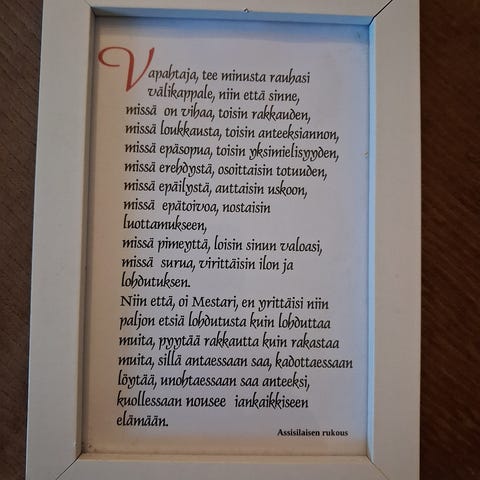 Vapahtaja, tee minusta rauhasi
välikappale, niin että sinne,
missä on vihaa, toisin rakkauden,
missä loukkausta, toisin anteeksiannon,
missä epäsopua, toisin yksimielisyyden,
missä erehdystä, osoittaisin totuuden,
missä epäilystä, auttaisin uskoon,
missä epätoivoa, nostaisin
luottamukseen,
missä pimeyttä, loisin sinun valoasi,
missä surua, virittäisin ilon ja
lohdutuksen.
Niin että, oi Mestari, en yrittäisi niin
paljon etsiä lohdutusta kuin lohduttaa
muita, pyytää rakkautta kuin rakastaa
muita, sillä antaessaan saa, kadottaessaan
löytää, unohtaessaan saa anteeksi,
kuollessaan nousee iankaikkiseen
elämään.
Assisilaisen rukous